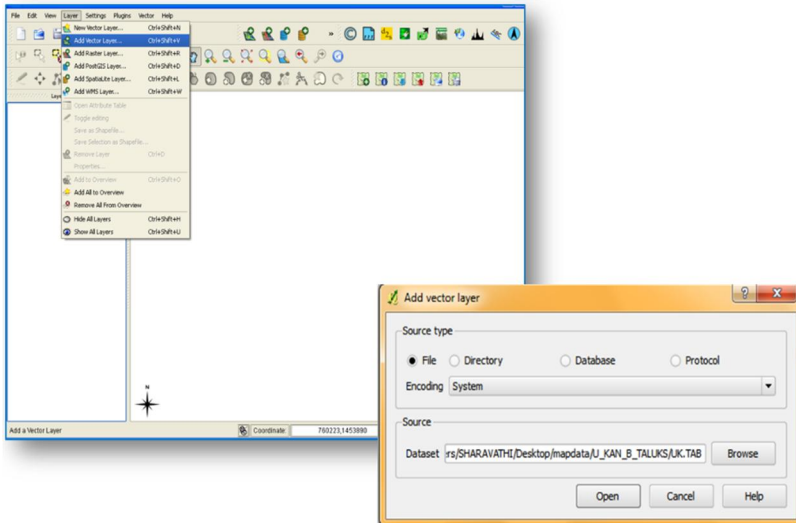 File Edit View Layer Settings Plugins Vector Help
New Vector Layer... Ctrl+Shift+N
Add Vector Layer... Ctrl+Shift+V
Add Raster Layer... Ctrl+Shift+R
Add PostGIS Layer... Ctrl+Shift+D
Add SpatiaLite Layer... Ctrl+Shift+L
Add WMS Layer... Ctrl+Shift+W
Open Attribute Table
Toggle editing
Save as Shapefile...
Save Selection as Shapefile...
Remove Layer Ctrl+D
Properties...
Add to Overview Ctrl+Shift+O
Add All to Overview
Remove All From Overview
Hide All Layers Ctrl+Shift+H
Show All Layers Ctrl+Shift+U
Laye
N
Add a Vector Layer
Coordinate: 760223,1453890
Add vector layer
Source type
File Directory Database Protocol
Encoding System
Source
Dataset ers/SHARAVATHI/Desktop/mapdata/U_KAN_B_TALUKS/UK.TAB Browse
Open Cancel Help